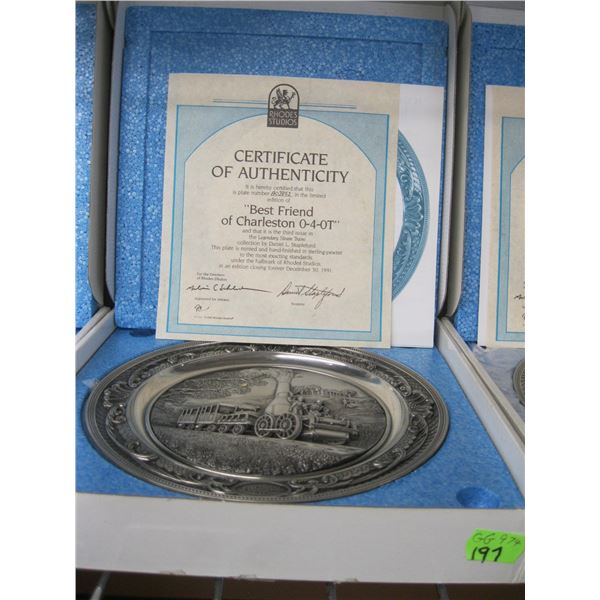 RHODES
STUDIOS
CERTIFICATE
OF AUTHENTICITY
It is hereby certified that this
is plate number in the limited
edition of
"Best Friend
of Charleston 0-4-0T"
and that it is the third issue in
the Legendary Steam Trains
collection by Daniel L. Stapleford.
This plate is minted and hand-finished in sterling-pewter
to the most exacting standards
under the hallmark of Rhodes Studios
in an edition closing forever December 30, 1991.
For the Directors
of Rhodes Studios
GG 974
197